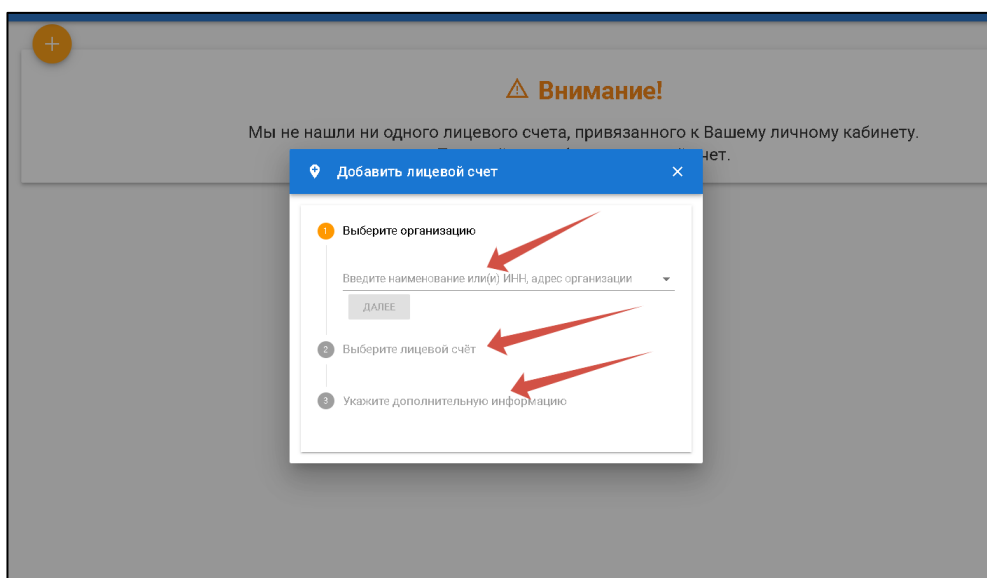 +
Внимание!
Мы не нашли ни одного лицевого счета, привязанного к Вашему личному кабинету.
чет.
Добавить лицевой счет
1 Выберите организацию
Введите наименование или(и) ИНН, адрес организации
ДАЛЕЕ
2 Выберите лицевой счёт
3 Укажите дополнительную информацию